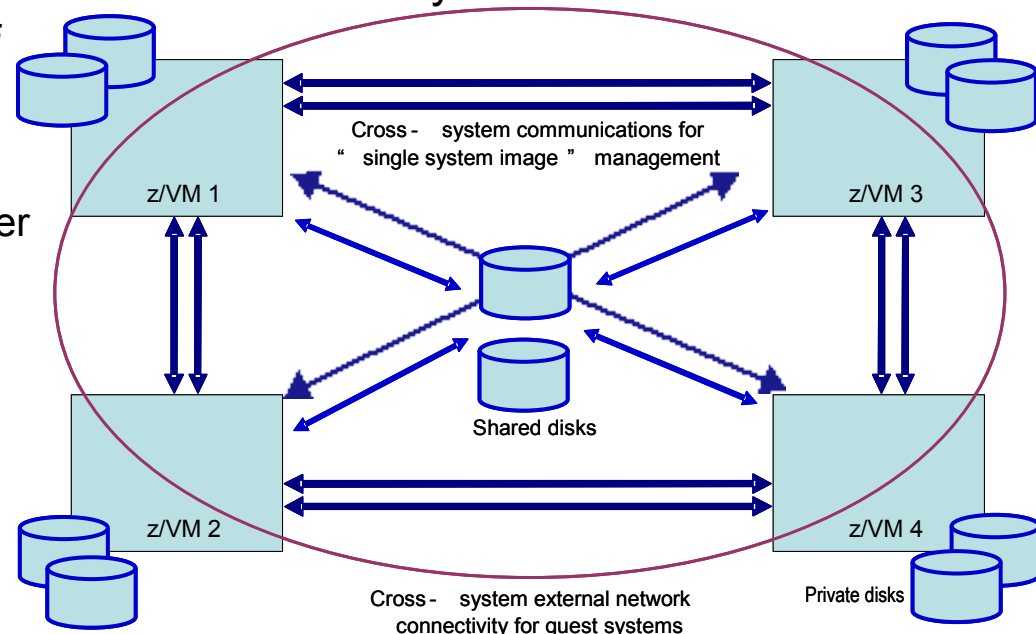 y
f
Cross - system communications for
“ single system image ” management
z/VM 1
z/VM 3
er
Shared disks
z/VM 2
z/VM 4
Private disks
Cross - system external network
connectivity for guest systems